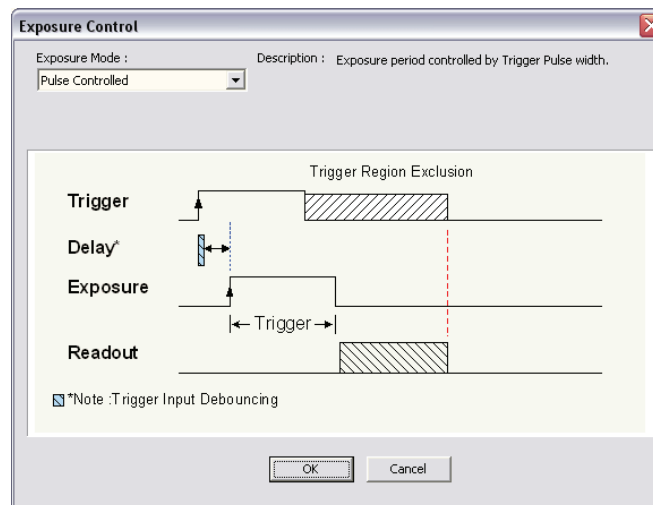 Exposure Control
Exposure Mode :
Description : Exposure period controlled by Trigger Pulse width.
Pulse Controlled
Trigger Region Exclusion
Trigger
Delay*
Exposure
Trigger
Readout
*Note :Trigger Input Debouncing
OK Cancel